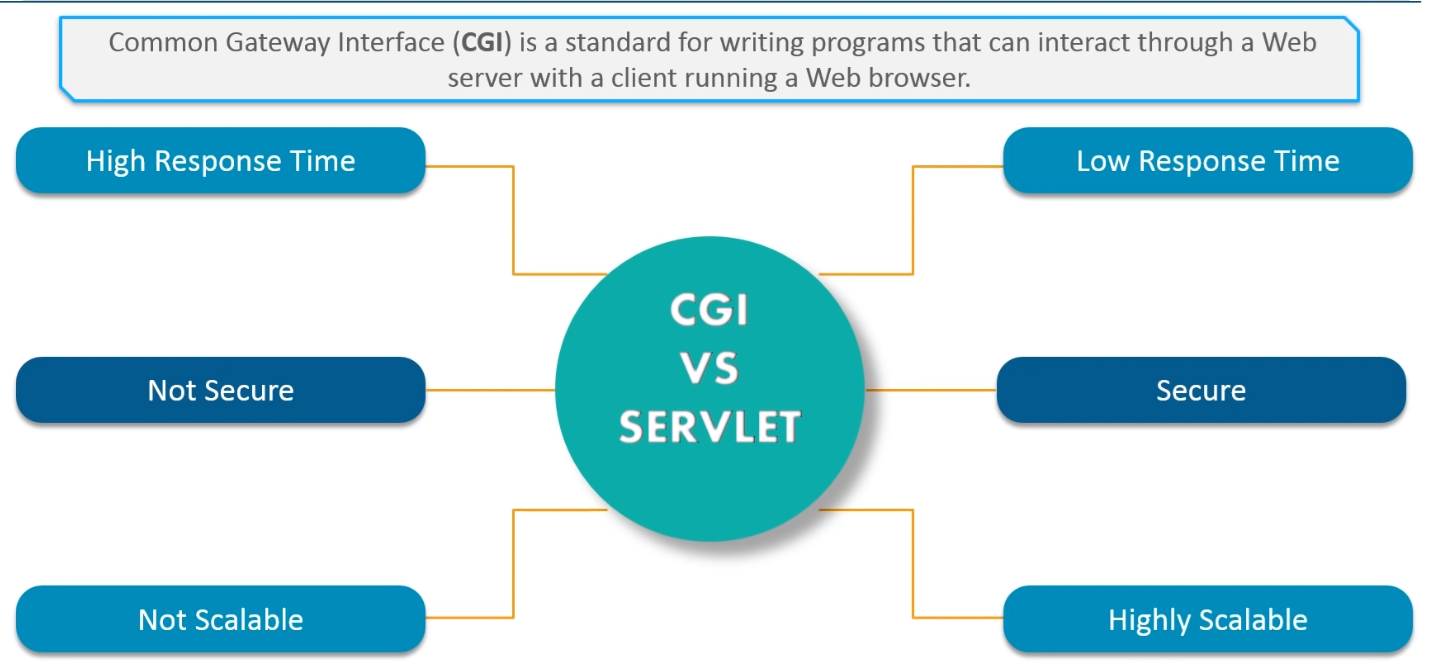 Common Gateway Interface (CGI) is a standard for writing programs that can interact through a Web
server with a client running a Web browser.
High Response Time
Low Response Time
CGI
VS
SERVLET
Not Secure
Secure
Not Scalable
Highly Scalable